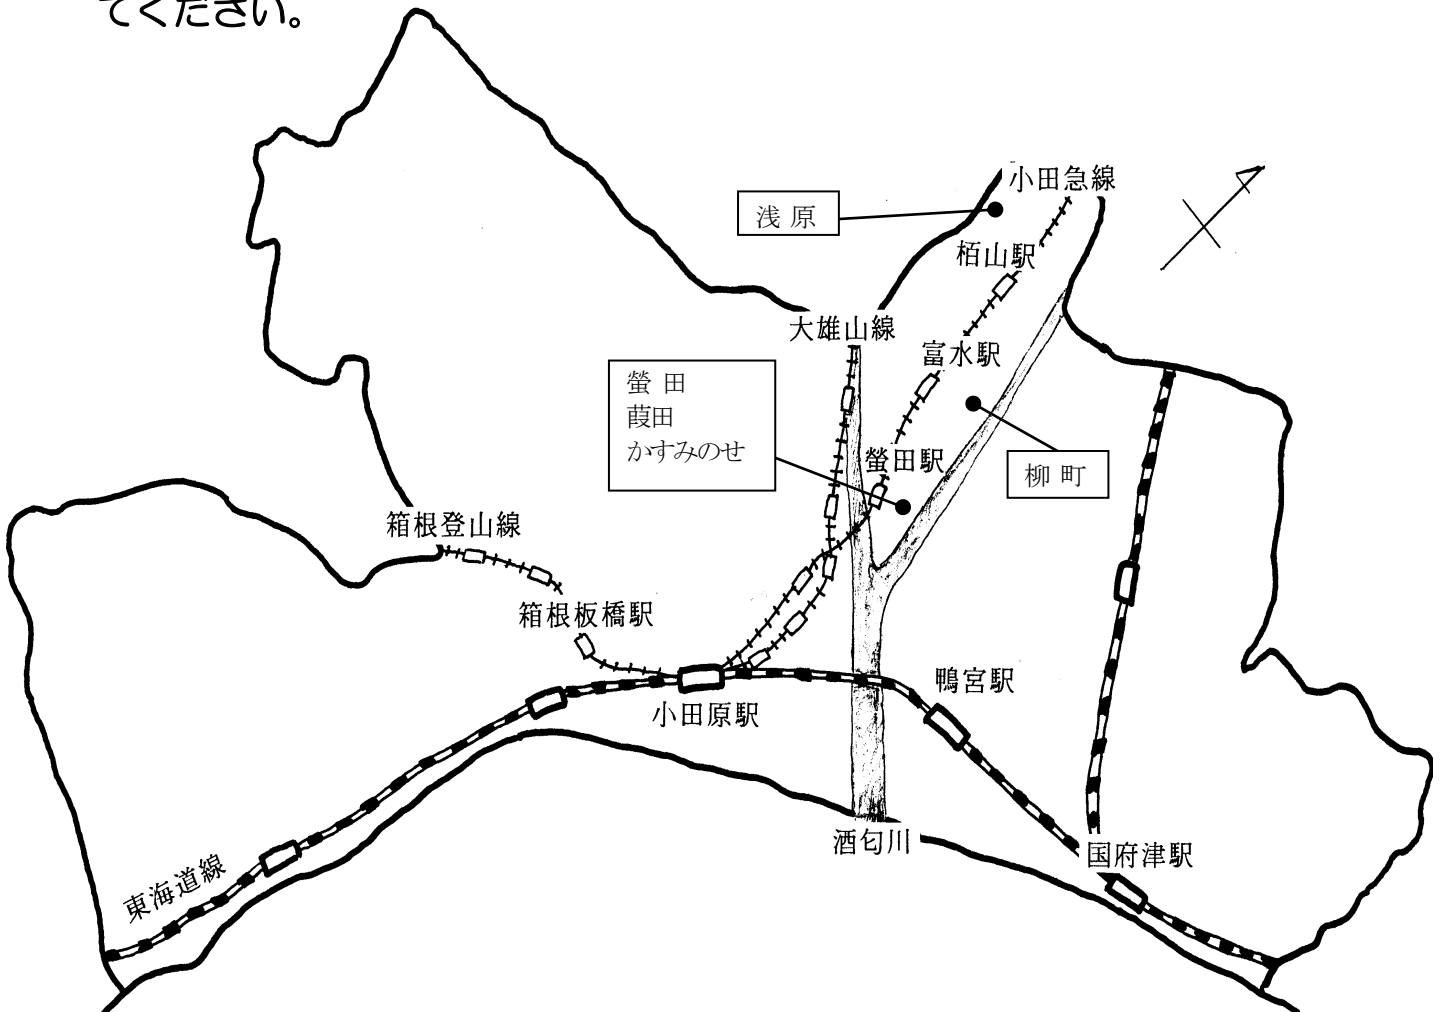 てください。
小田急線
浅原
栢山駅
大雄山線
富水駅
螢田
葭田
かすみのせ
螢田駅
柳町
箱根登山線
箱根板橋駅
鴨宮駅
小田原駅
酒匂川
国府津駅
東海道線